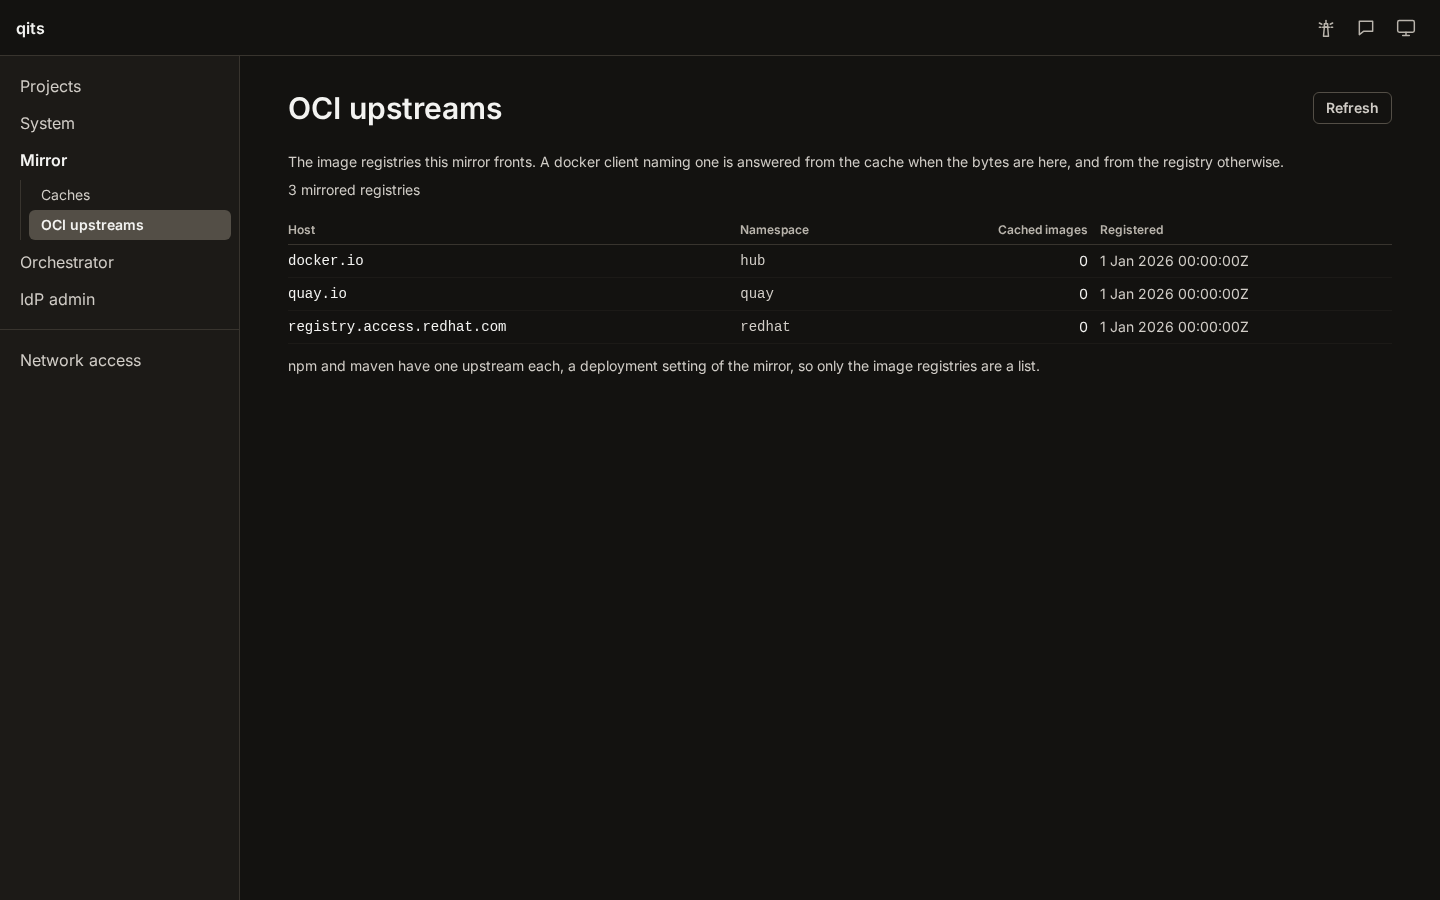 qits
Projects
System
Mirror
Caches
OCI upstreams
Orchestrator
IdP admin
Network access
OCI upstreams
Refresh
The image registries this mirror fronts. A docker client naming one is answered from the cache when the bytes are here, and from the registry otherwise.
3 mirrored registries
Host Namespace Cached images Registered
docker.io hub 0 1 Jan 2026 00:00:00Z
quay.io quay 0 1 Jan 2026 00:00:00Z
registry.access.redhat.com redhat 0 1 Jan 2026 00:00:00Z
npm and maven have one upstream each, a deployment setting of the mirror, so only the image registries are a list.